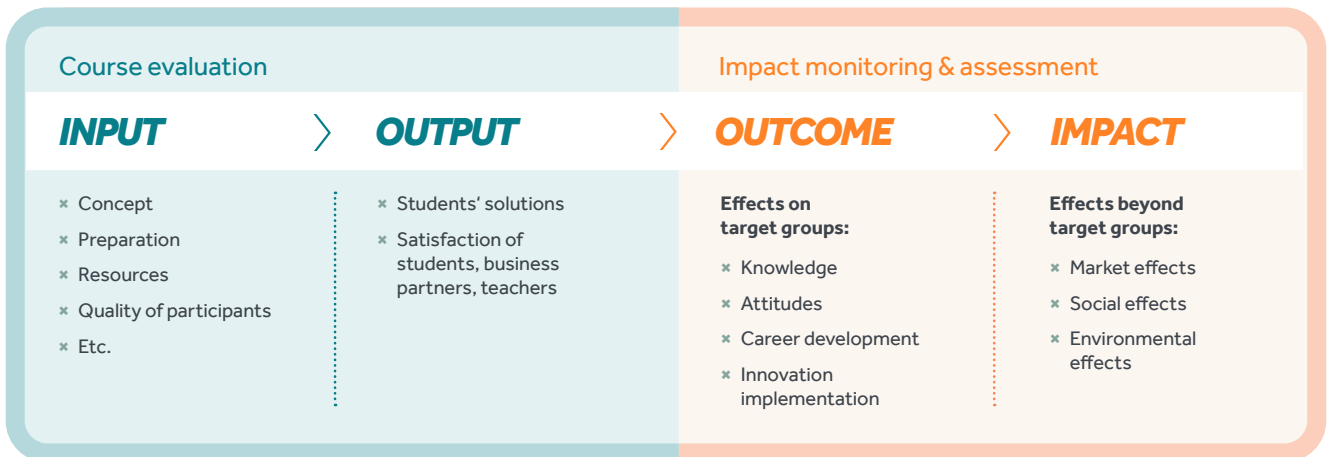 Course evaluation
Impact monitoring & assessment
INPUT
OUTPUT
OUTCOME
IMPACT
Concept
Preparation
Resources
Quality of participants
Etc.
Students‘ solutions
Satisfaction of
students, business
partners, teachers
Effects on
target groups:
Knowledge
Attitudes
Career development
Innovation
implementation
Effects beyond
target groups:
Market effects
Social effects
Environmental
effects